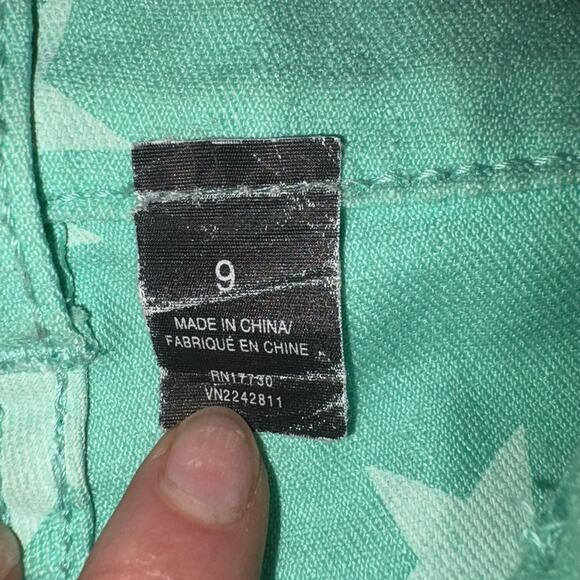 9
MADE IN CHINA/
FABRIQUÉ EN CHINE
RN17730
VN2242811